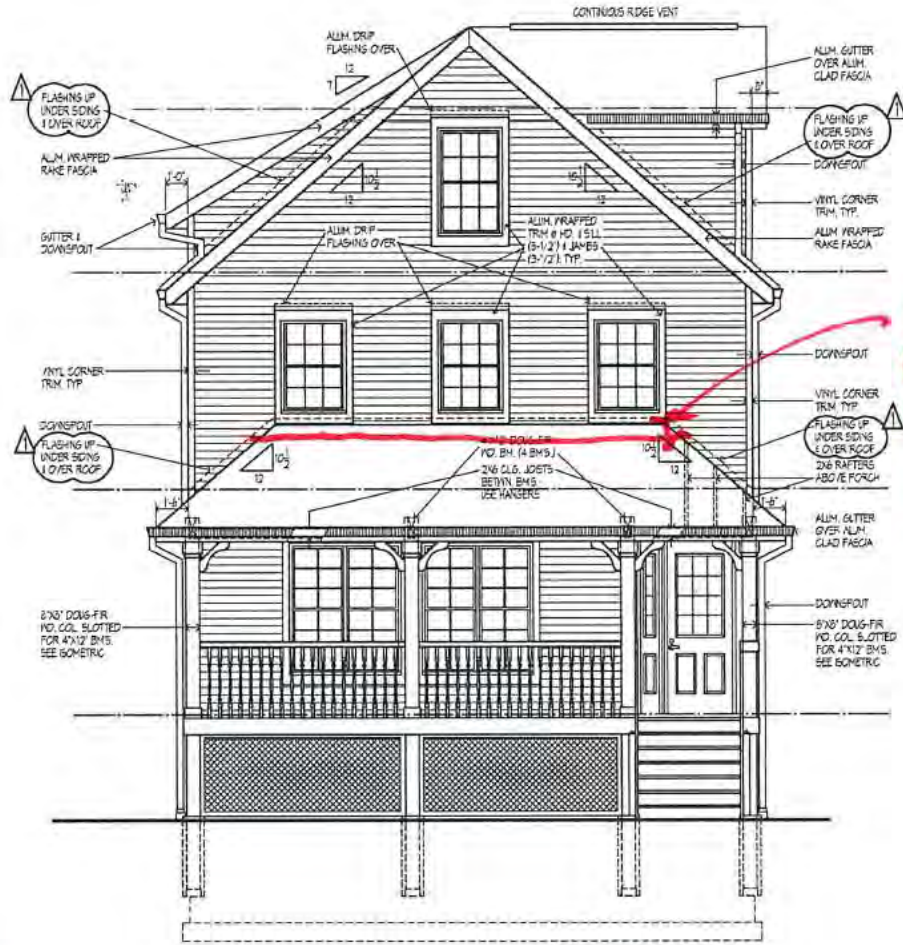 CONTINUOUS RIDGE VENT
ALUM. DRIP
FLASHING OVER
12
7
ALUM. GUTTER
OVER ALUM.
CLAD FASCIA
1
FLASHING UP
UNDER SIDING
& OVER ROOF
1
FLASHING UP
UNDER SIDING
& OVER ROOF
ALUM. WRAPPED
RAKE FASCIA
DOWNSPOUT
10 1/2
12
12
1'-0"
VINYL CORNER
TRIM, TYP.
ALUM. WRAPPED
RAKE FASCIA
GUTTER &
DOWNSPOUT
ALUM. DRIP
FLASHING OVER
ALUM. WRAPPED
TRIM @ HD. & SILL
(5-1/2") & JAMBS
(3-1/2"), TYP.
DOWNSPOUT
VINYL CORNER
TRIM, TYP.
VINYL CORNER
TRIM, TYP.
DOWNSPOUT
1
FLASHING UP
UNDER SIDING
& OVER ROOF
1
FLASHING UP
UNDER SIDING
& OVER ROOF
10 1/2
12
DOUG-FIR
WD. BM. (4 BMS.)
2X6 CLG. JOISTS
BETWN. BMS.
USE HANGERS
10 1/2
12
2X6 RAFTERS
ABOVE PORCH
1'-6"
1'-6"
ALUM. GUTTER
OVER ALUM.
CLAD FASCIA
8"X8" DOUG-FIR
WD. COL. SLOTTED
FOR 4"X12" BMS.
SEE ISOMETRIC
DOWNSPOUT
8"X8" DOUG-FIR
WD. COL. SLOTTED
FOR 4"X12" BMS.
SEE ISOMETRIC